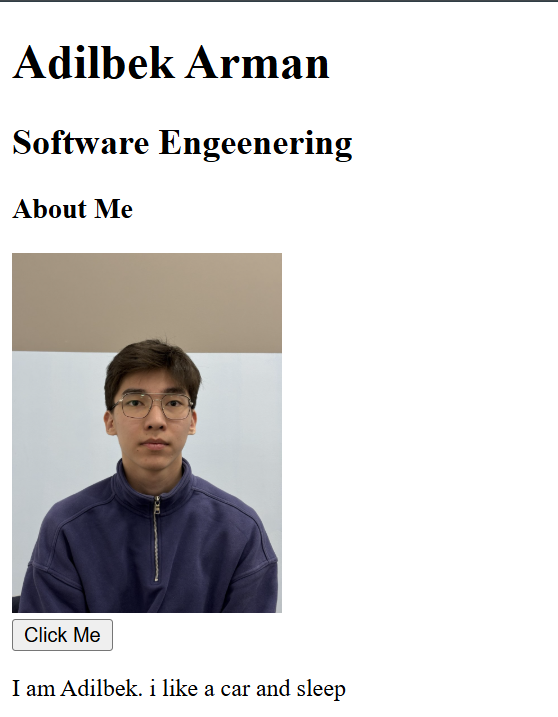 Adilbek Arman
Software Engeenering
About Me
Click Me
I am Adilbek. i like a car and sleep